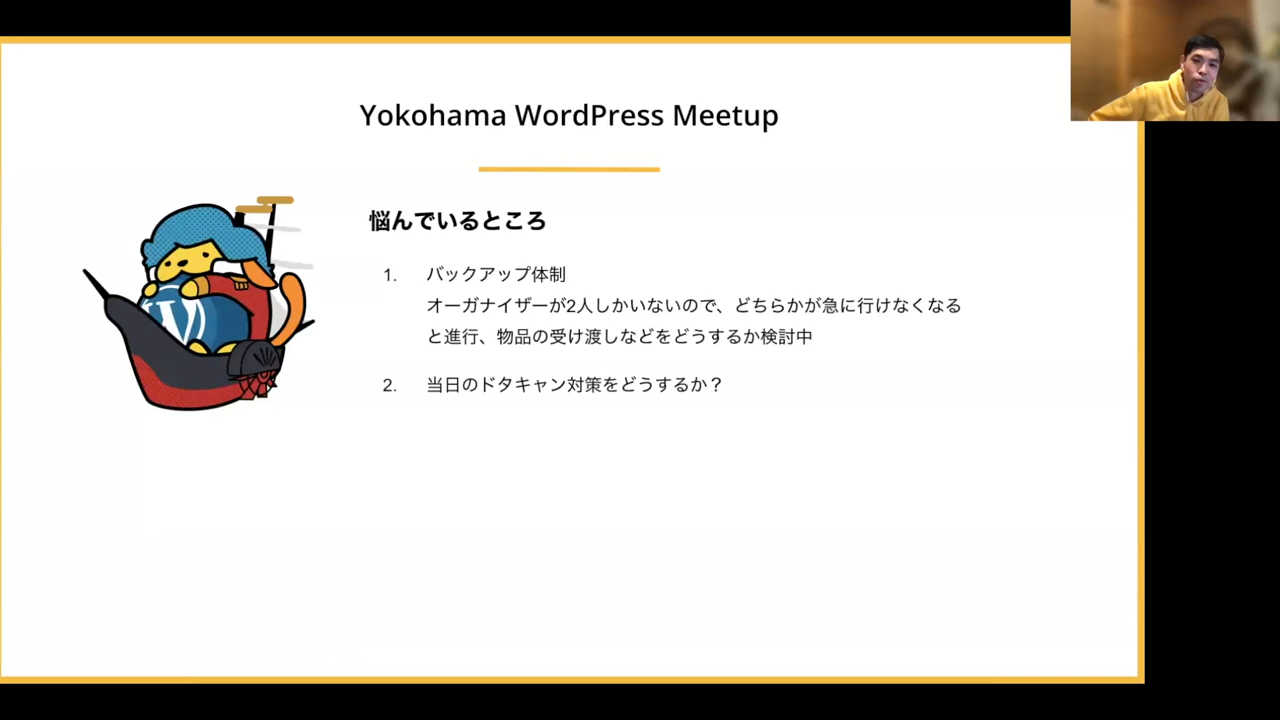 Yokohama WordPress Meetup
悩んでいるところ
1. バックアップ体制
オーガナイザーが2人しかいないので、どちらかが急に行けなくなる
と進行、物品の受け渡しなどをどうするか検討中
2. 当日のドタキャン対策をどうするか？